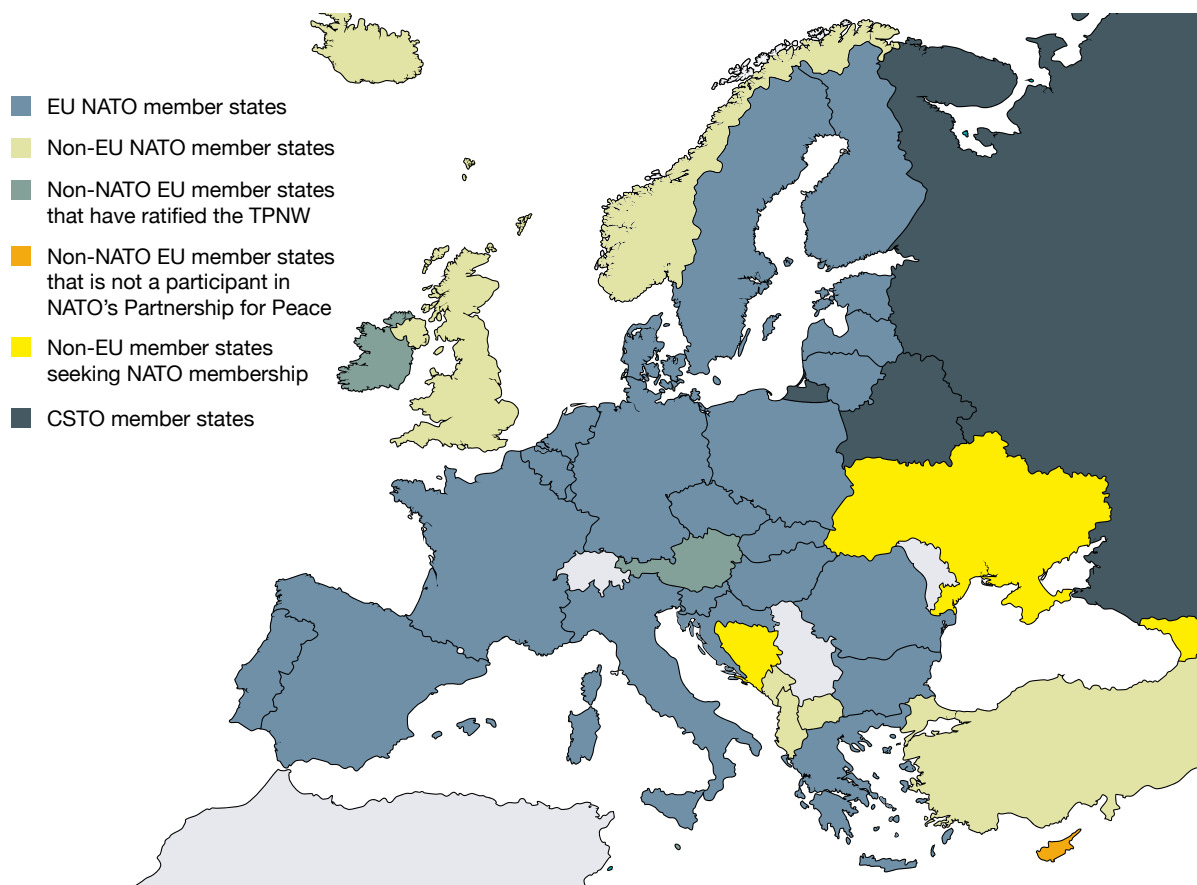 EU NATO member states
Non-EU NATO member states
Non-NATO EU member states
that have ratified the TPNW
Non-NATO EU member states
that is not a participant in
NATO’s Partnership for Peace
Non-EU member states
seeking NATO membership
CSTO member states